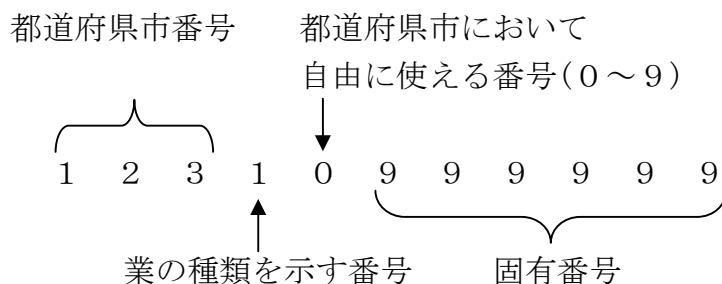 都道府県市番号
都道府県市において
自由に使える番号(0～9)
1 2 3 1 0 9 9 9 9 9 9
業の種類を示す番号
固有番号